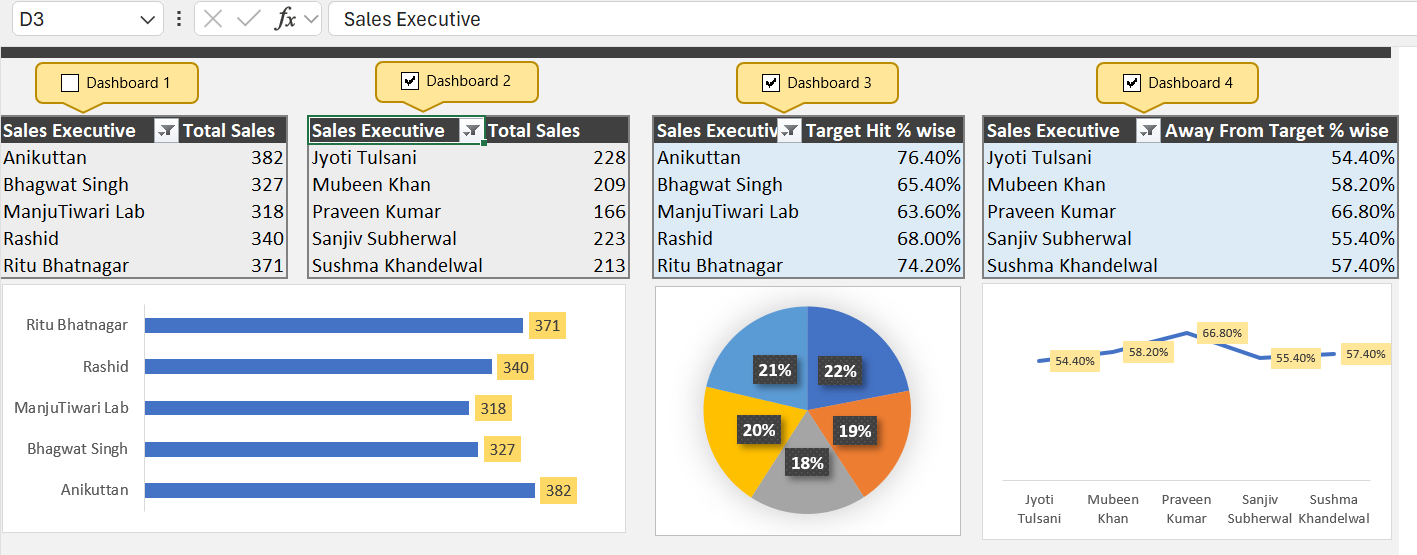 D3 fx Sales Executive
Dashboard 1 Dashboard 2 Dashboard 3 Dashboard 4
Sales Executive Total Sales
Anikuttan 382
Bhagwat Singh 327
ManjuTiwari Lab 318
Rashid 340
Ritu Bhatnagar 371
Sales Executive Total Sales
Jyoti Tulsani 228
Mubeen Khan 209
Praveen Kumar 166
Sanjiv Subherwal 223
Sushma Khandelwal 213
Sales Executiv Target Hit % wise
Anikuttan 76.40%
Bhagwat Singh 65.40%
ManjuTiwari Lab 63.60%
Rashid 68.00%
Ritu Bhatnagar 74.20%
Sales Executive Away From Target % wise
Jyoti Tulsani 54.40%
Mubeen Khan 58.20%
Praveen Kumar 66.80%
Sanjiv Subherwal 55.40%
Sushma Khandelwal 57.40%
Ritu Bhatnagar 371
Rashid 340
ManjuTiwari Lab 318
Bhagwat Singh 327
Anikuttan 382
21% 22%
20% 19%
18%
54.40% 58.20% 66.80% 55.40% 57.40%
Jyoti Mubeen Praveen Sanjiv Sushma
Tulsani Khan Kumar Subherwal Khandelwal